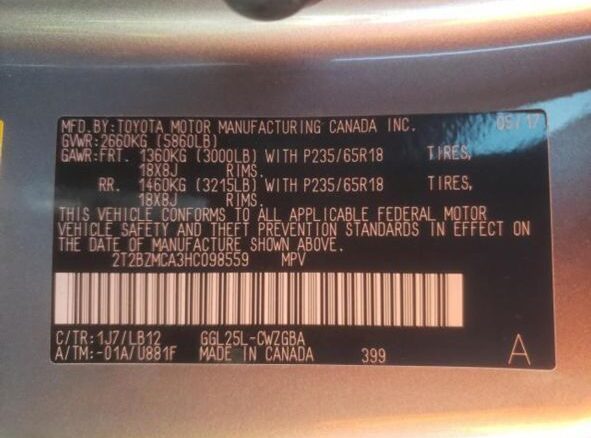 MFD.BY:TOYOTA MOTOR MANUFACTURING CANADA INC. 05/17
GVWR:2660KG (5860LB)
GAWR:FRT. 1360KG (3000LB) WITH P235/65R18 TIRES,
18X8J RIMS.
RR. 1460KG (3215LB) WITH P235/65R18 TIRES,
18X8J RIMS.
THIS VEHICLE CONFORMS TO ALL APPLICABLE FEDERAL MOTOR
VEHICLE SAFETY AND THEFT PREVENTION STANDARDS IN EFFECT ON
THE DATE OF MANUFACTURE SHOWN ABOVE.
2T2BZMCA3HC098559 MPV
C/TR:1J7/LB12 GGL25L-CWZGBA
A/TM:-01A/U881F MADE IN CANADA 399 A